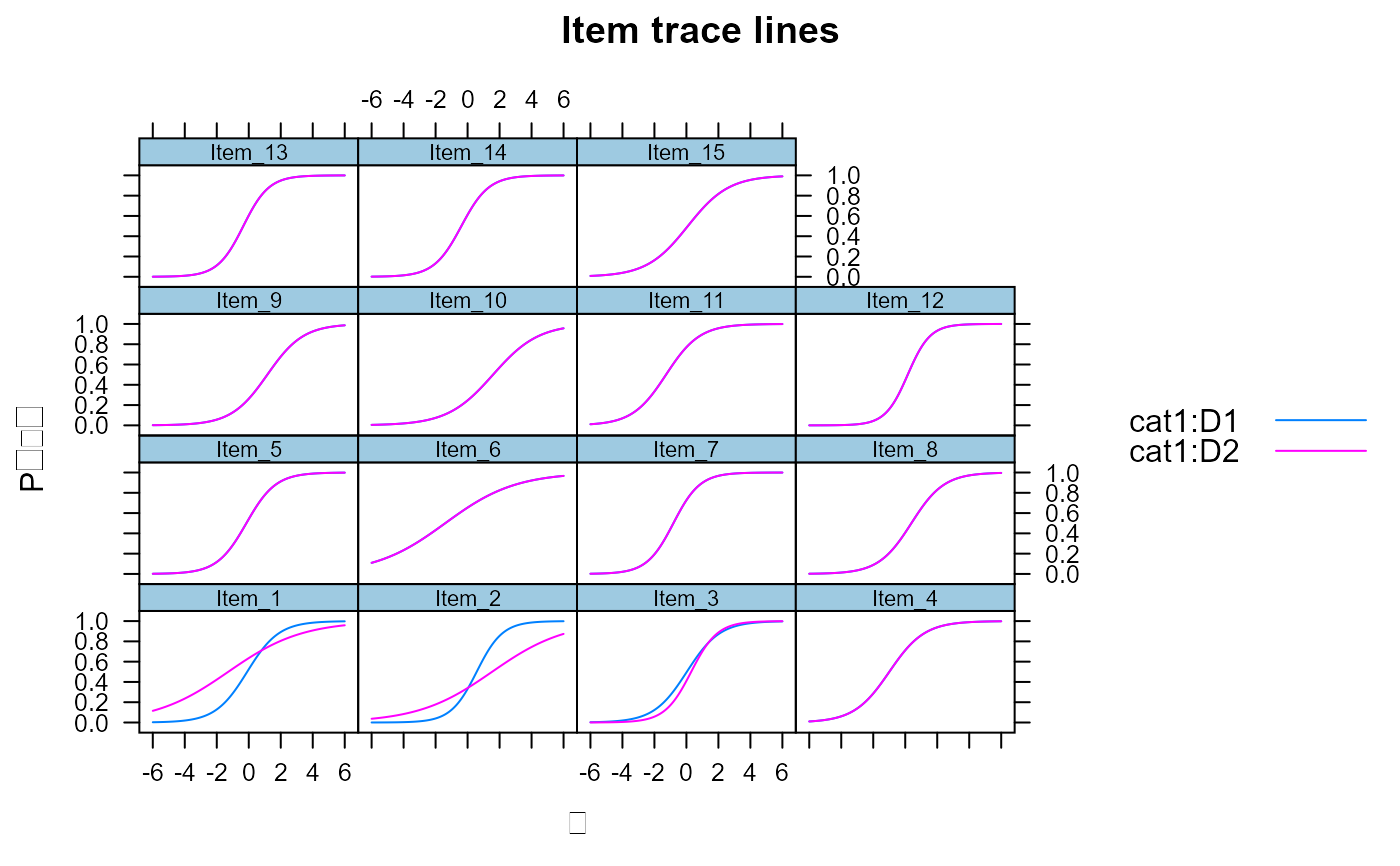 Item trace lines
-6 -4 -2 0 2 4 6
Item_13 Item_14 Item_15
1.0
0.8
0.6
0.4
0.2
0.0
Item_9 Item_10 Item_11 Item_12
1.0
0.8
0.6
0.4
0.2
0.0
Item_5 Item_6 Item_7 Item_8
1.0
0.8
0.6
0.4
0.2
0.0
Item_1 Item_2 Item_3 Item_4
1.0
0.8
0.6
0.4
0.2
0.0
-6 -4 -2 0 2 4 6 -6 -4 -2 0 2 4 6
P
cat1:D1
cat1:D2